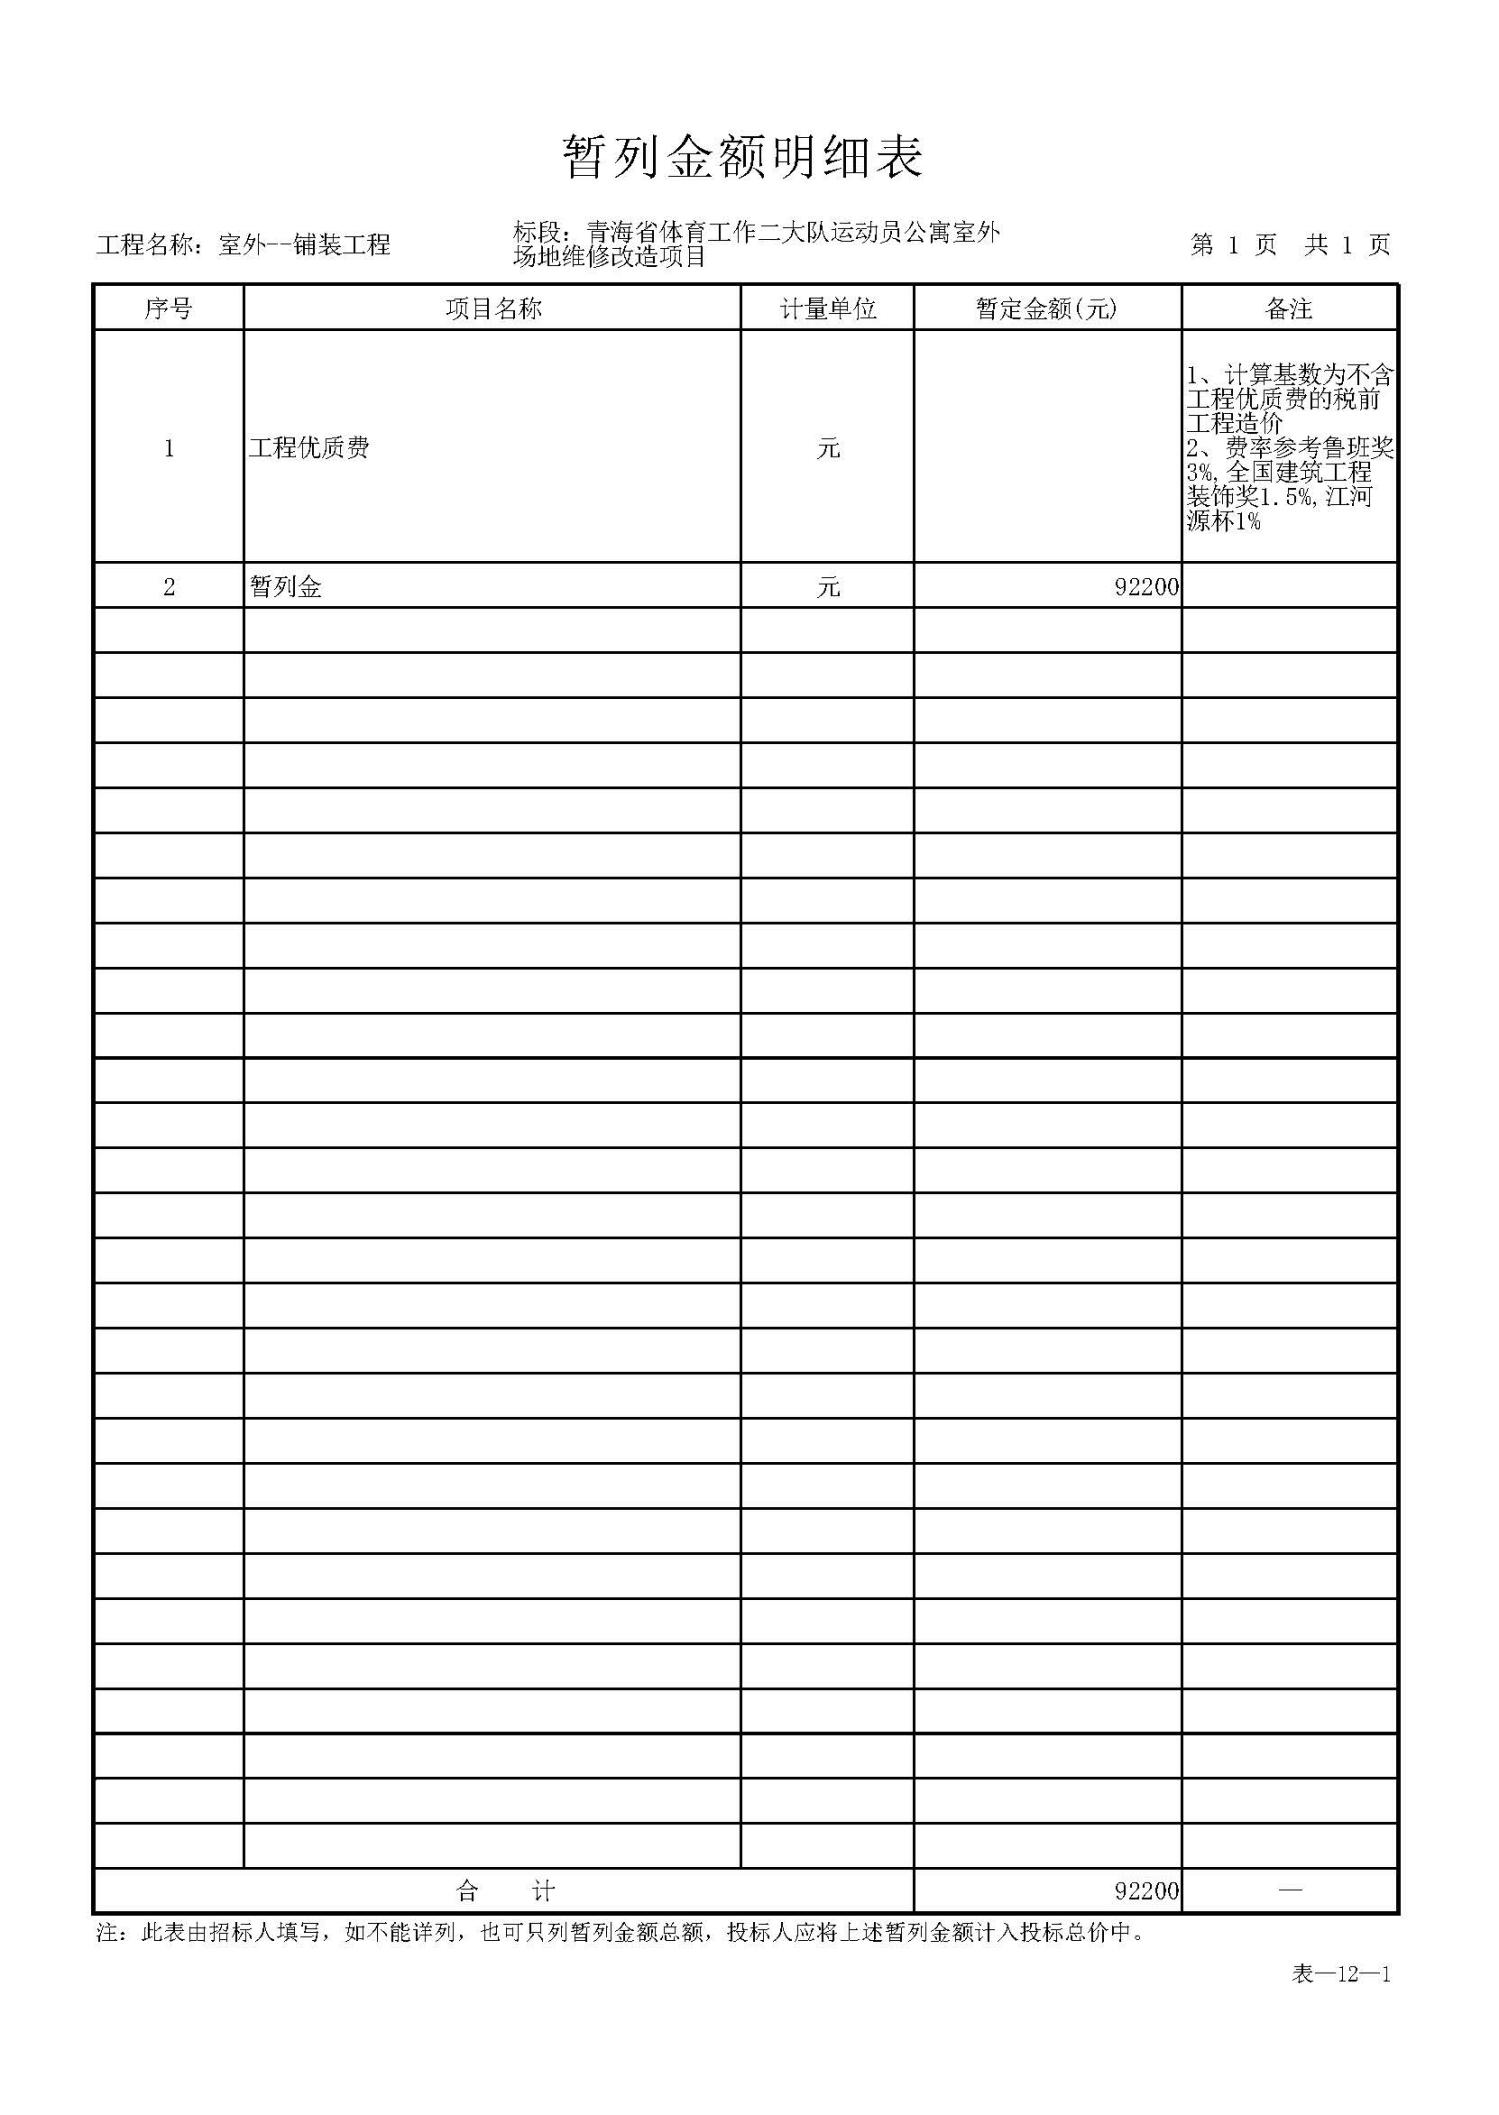 暂列金额明细表
工程名称：室外--铺装工程
标段：青海省体育工作二大队运动员公寓室外
场地维修改造项目
第 1 页 共 1 页
序号 项目名称 计量单位 暂定金额(元) 备注
1 工程优质费 元
1、计算基数为不含
工程优质费的税前
工程造价
2、费率参考鲁班奖
3%,全国建筑工程
装饰奖1.5%,江河
源杯1%
2 暂列金 元 92200
合 计 92200 —
注：此表由招标人填写，如不能详列，也可只列暂列金额总额，投标人应将上述暂列金额计入投标总价中。
表—12—1